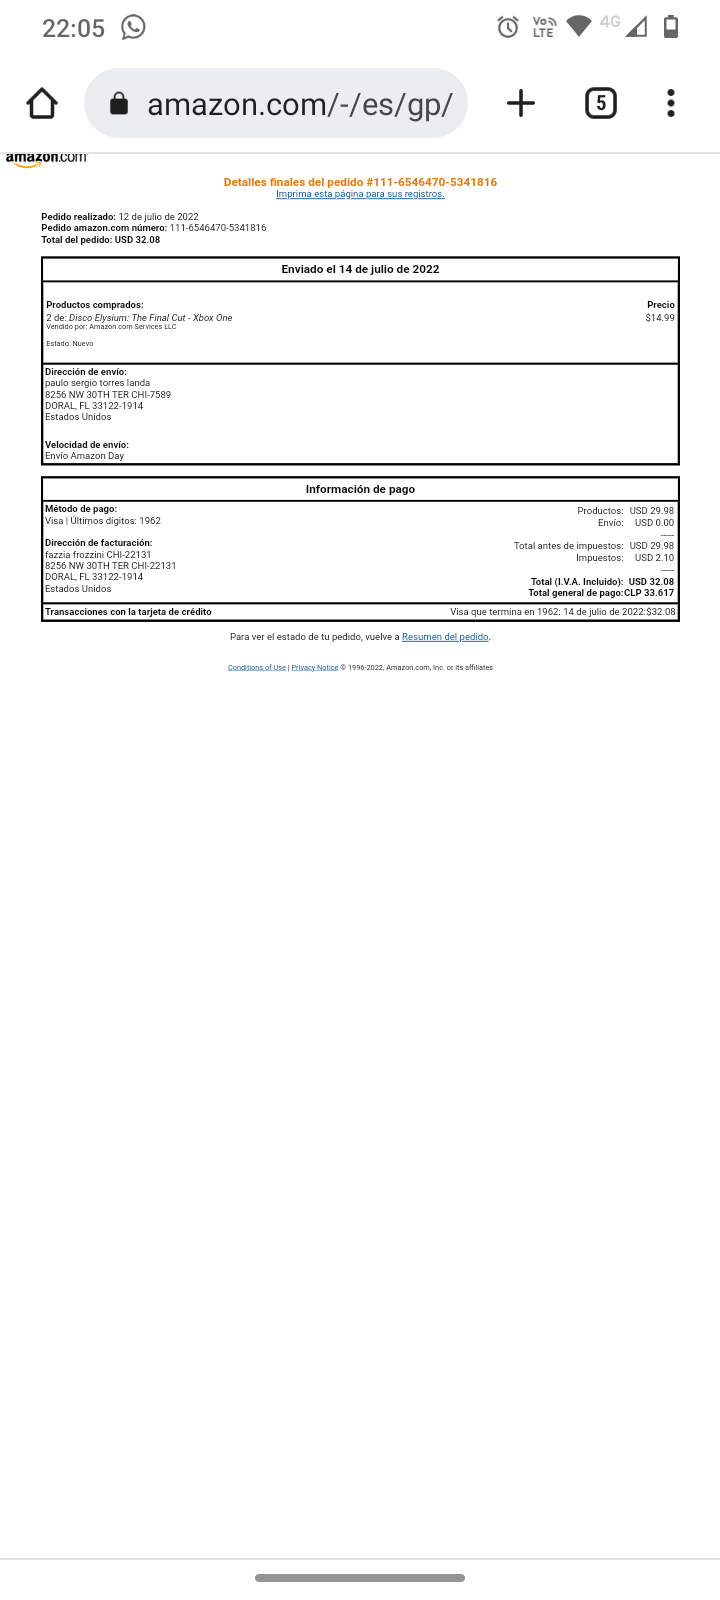 22:05
Vo LTE
4G
amazon.com/-/es/gp/
5
amazon.com
Detalles finales del pedido #111-6546470-5341816
Imprima esta página para sus registros.
Pedido realizado: 12 de julio de 2022
Pedido amazon.com número: 111-6546470-5341816
Total del pedido: USD 32.08
Enviado el 14 de julio de 2022
Productos comprados: Precio
2 de: Disco Elysium: The Final Cut - Xbox One $14.99
Vendido por: Amazon.com Services LLC
Estado: Nuevo
Dirección de envío:
paulo sergio torres landa
8256 NW 30TH TER CHI-7589
DORAL, FL 33122-1914
Estados Unidos
Velocidad de envío:
Envío Amazon Day
Información de pago
Método de pago:
Visa | Últimos dígitos: 1962
Dirección de facturación:
fazzia frozzini CHI-22131
8256 NW 30TH TER CHI-22131
DORAL, FL 33122-1914
Estados Unidos
Productos: USD 29.98
Envío: USD 0.00
-----
Total antes de impuestos: USD 29.98
Impuestos: USD 2.10
-----
Total (I.V.A. Incluido): USD 32.08
Total general de pago: CLP 33.617
Transacciones con la tarjeta de crédito Visa que termina en 1962: 14 de julio de 2022: $32.08
Para ver el estado de tu pedido, vuelve a Resumen del pedido.
Conditions of Use | Privacy Notice © 1996-2022, Amazon.com, Inc. or its affiliates